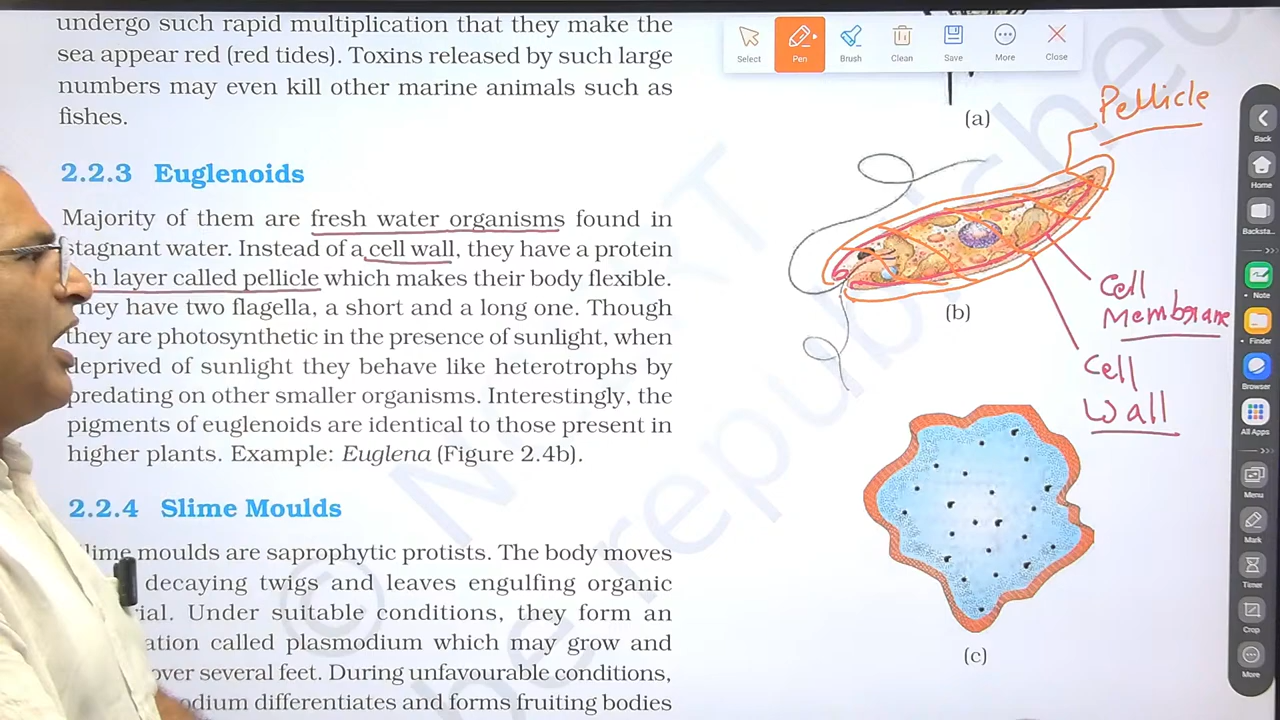 undergo such rapid multiplication that they make the
sea appear red (red tides). Toxins released by such large
numbers may even kill other marine animals such as
fishes.
2.2.3 Euglenoids
Majority of them are fresh water organisms found in
stagnant water. Instead of a cell wall, they have a protein
layer called pellicle which makes their body flexible.
have two flagella, a short and a long one. Though
they are photosynthetic in the presence of sunlight, when
deprived of sunlight they behave like heterotrophs by
predating on other smaller organisms. Interestingly, the
pigments of euglenoids are identical to those present in
higher plants. Example: Euglena (Figure 2.4b).
2.2.4 Slime Moulds
lime moulds are saprophytic protists. The body moves
decaying twigs and leaves engulfing organic
rial. Under suitable conditions, they form an
ation called plasmodium which may grow and
over several feet. During unfavourable conditions,
odium differentiates and forms fruiting bodies
Select Pen Brush Clean Save More Close
(a)
Pellicle
Cell
Membrane
(b)
Cell
Wall
(c)
Back
Home
Backsta...
Note
Finder
Browser
All Apps
Menu
Mark
Timer
Crop
More
© NCERT
be republished